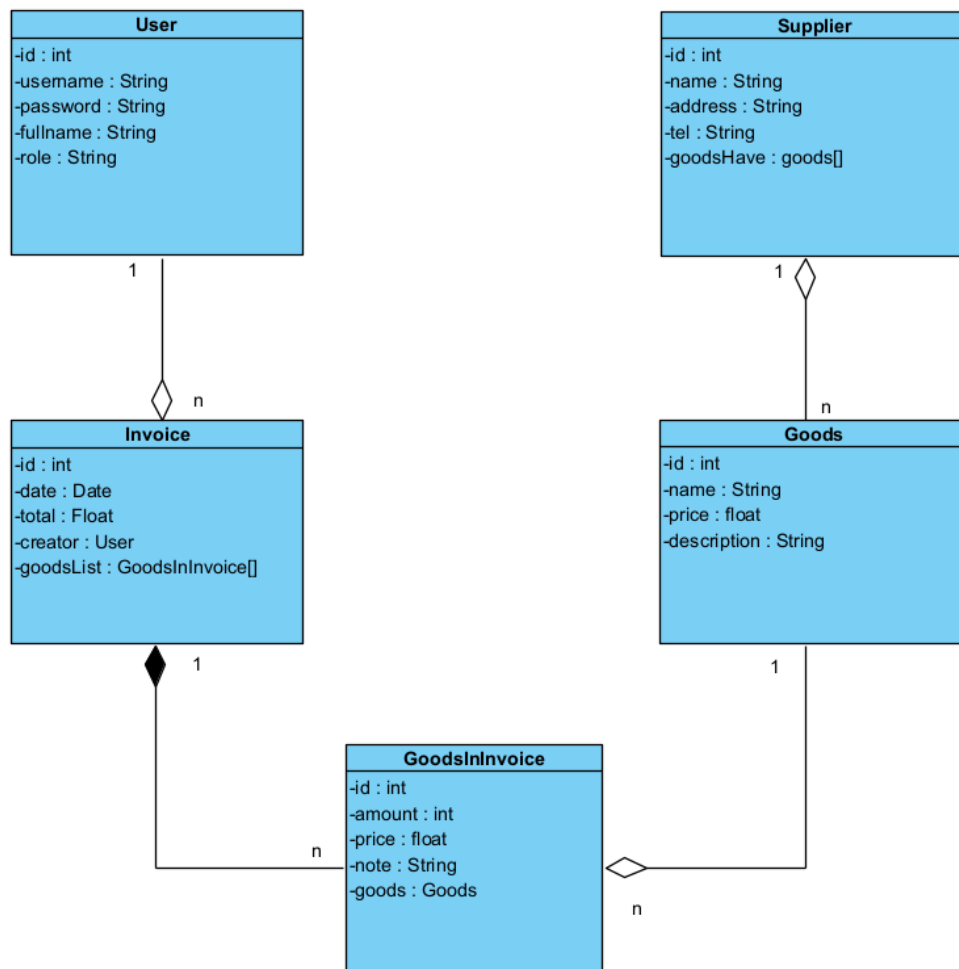 User
-id : int
-username : String
-password : String
-fullname : String
-role : String
1
Supplier
-id : int
-name : String
-address : String
-tel : String
-goodsHave : goods[]
1
n
Invoice
-id : int
-date : Date
-total : Float
-creator : User
-goodsList : GoodsInInvoice[]
1
n
Goods
-id : int
-name : String
-price : float
-description : String
1
GoodsInInvoice
-id : int
-amount : int
-price : float
-note : String
-goods : Goods
n
n